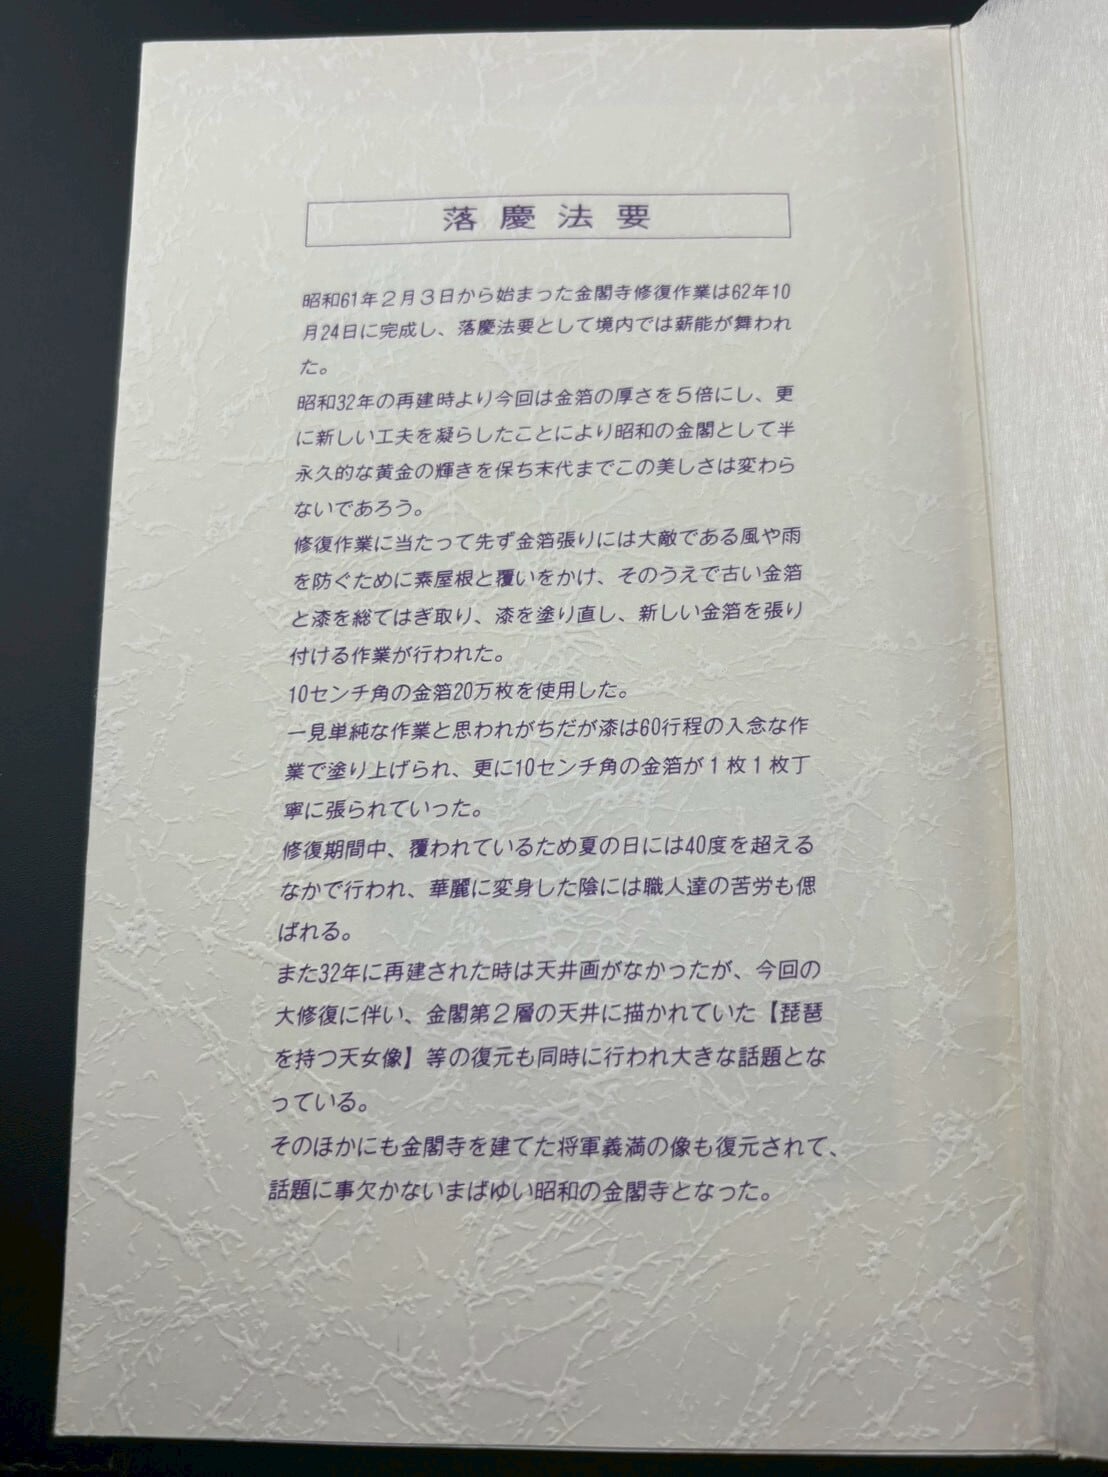 落慶法要
昭和61年２月３日から始まった金閣寺修復作業は62年10
月24日に完成し、落慶法要として境内では薪能が舞われ
た。
昭和32年の再建時より今回は金箔の厚さを５倍にし、更
に新しい工夫を凝らしたことにより昭和の金閣として半
永久的な黄金の輝きを保ち末代までこの美しさは変わら
ないであろう。
修復作業に当たって先ず金箔張りには大敵である風や雨
を防ぐために素屋根と覆いをかけ、そのうえで古い金箔
と漆を総てはぎ取り、漆を塗り直し、新しい金箔を張り
付ける作業が行われた。
10センチ角の金箔20万枚を使用した。
一見単純な作業と思われがちだが漆は60行程の入念な作
業で塗り上げられ、更に10センチ角の金箔が１枚１枚丁
寧に張られていった。
修復期間中、覆われているため夏の日には40度を超える
なかで行われ、華麗に変身した陰には職人達の苦労も偲
ばれる。
また32年に再建された時は天井画がなかったが、今回の
大修復に伴い、金閣第２層の天井に描かれていた【琵琶
を持つ天女像】等の復元も同時に行われ大きな話題とな
っている。
そのほかにも金閣寺を建てた将軍義満の像も復元されて、
話題に事欠かないまばゆい昭和の金閣寺となった。